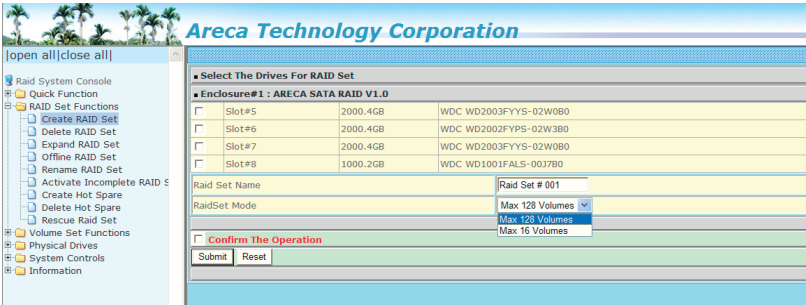 Areca Technology Corporation
|open all|close all|
Raid System Console
Quick Function
RAID Set Functions
Create RAID Set
Delete RAID Set
Expand RAID Set
Offline RAID Set
Rename RAID Set
Activate Incomplete RAID S
Create Hot Spare
Delete Hot Spare
Rescue Raid Set
Volume Set Functions
Physical Drives
System Controls
Information
Select The Drives For RAID Set
Enclosure#1 : ARECA SATA RAID V1.0
Slot#5 2000.4GB WDC WD2003FYYS-02W0B0
Slot#6 2000.4GB WDC WD2002FYPS-02W3B0
Slot#7 2000.4GB WDC WD2003FYYS-02W0B0
Slot#8 1000.2GB WDC WD1001FALS-00J7B0
Raid Set Name Raid Set # 001
RaidSet Mode Max 128 Volumes
Max 128 Volumes
Max 16 Volumes
Confirm The Operation
Submit Reset